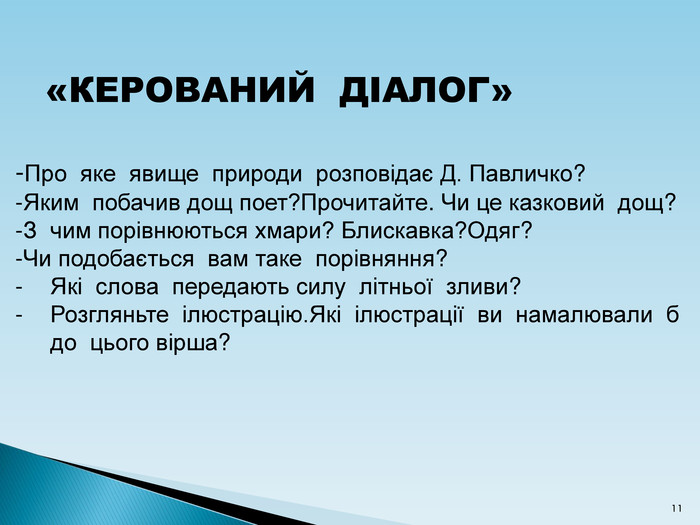 «КЕРОВАНИЙ ДІАЛОГ»
-Про яке явище природи розповідає Д. Павличко?
-Яким побачив дощ поет?Прочитайте. Чи це казковий дощ?
-З чим порівнюються хмари? Блискавка?Одяг?
-Чи подобається вам таке порівняння?
- Які слова передають силу літньої зливи?
- Розгляньте ілюстрацію.Які ілюстрації ви намалювали б
до цього вірша?
11